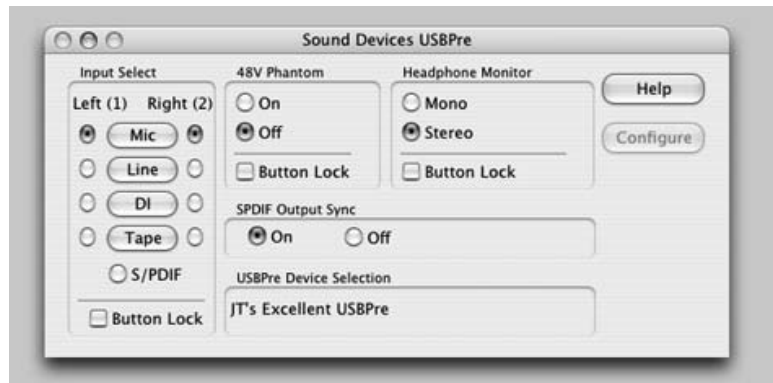 Sound Devices USBPre
Input Select
Left (1) Right (2)
Mic
Line
DI
Tape
S/PDIF
Button Lock
48V Phantom
On
Off
Button Lock
Headphone Monitor
Mono
Stereo
Button Lock
Help
Configure
SPDIF Output Sync
On Off
USBPre Device Selection
JT's Excellent USBPre